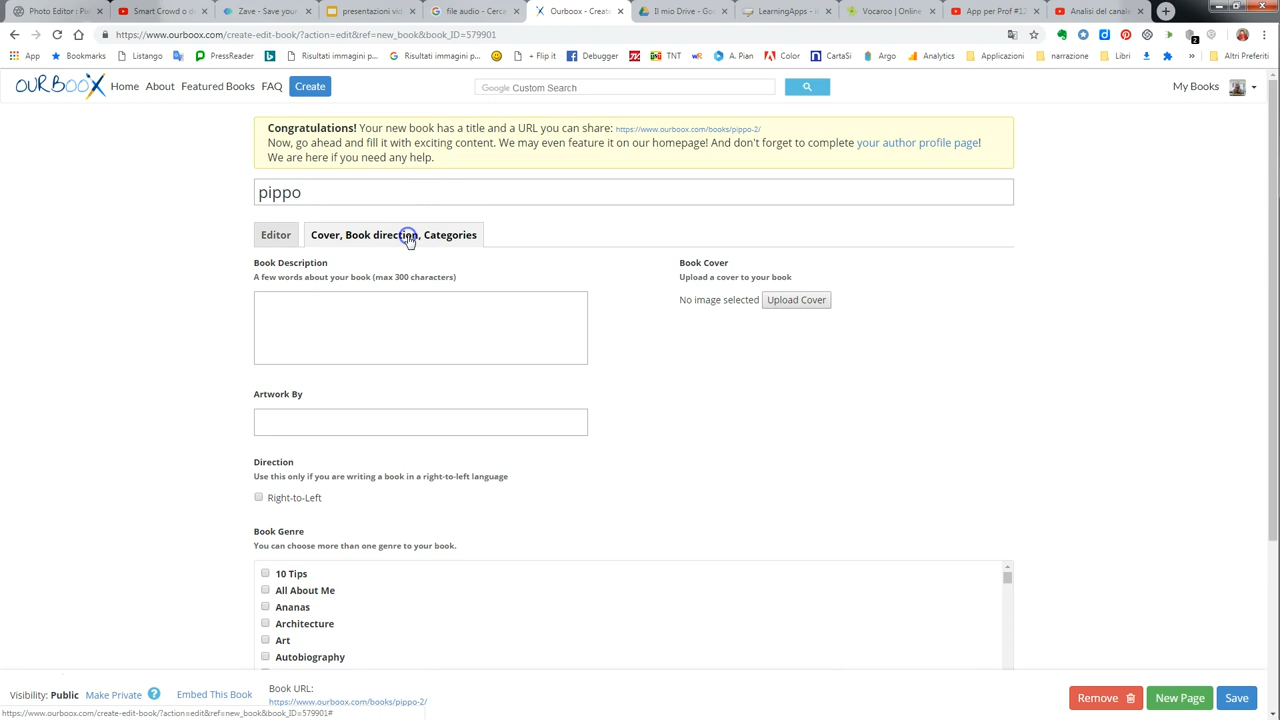 Photo Editor : Pi
Smart Crowd o d
Zave - Save your
presentazioni vid
file aespo - Cerc
Ourboox - Create
Il mio Drive - Go
LearningApps -
Vocaroo | Online
App per Prof #12
Analisi del canale
https://www.ourboox.com/create-edit-book/?action=edit&ref=new_book&book_ID=579901
App Bookmarks Italiano PressReader Risultati immagini p... Risultati immagini p... + Flip it Debugger TNT A. Pian Color CartaSi Argo Analytics Applicazioni narrazione Libri Altri Preferiti
OURBOOX Home About Featured Books FAQ Create Google Custom Search My Books
Congratulations! Your new book has a title and a URL you can share: https://www.ourboox.com/books/pippo-2/
Now, go ahead and fill it with exciting content. We may even feature it on our homepage! And don't forget to complete your author profile page!
We are here if you need any help.
pippo
Editor Cover, Book direction, Categories
Book Description
A few words about your book (max 300 characters)
Book Cover
Upload a cover to your book
No image selected Upload Cover
Artwork By
Direction
Use this only if you are writing a book in a right-to-left language
Right-to-Left
Book Genre
You can choose more than one genre to your book.
10 Tips
All About Me
Ananas
Architecture
Art
Autobiography
Visibility: Public Make Private ? Embed This Book
Book URL:
https://www.ourboox.com/books/pippo-2/
Remove New Page Save
https://www.ourboox.com/create-edit-book/?action=edit&ref=new_book&book_ID=579901#